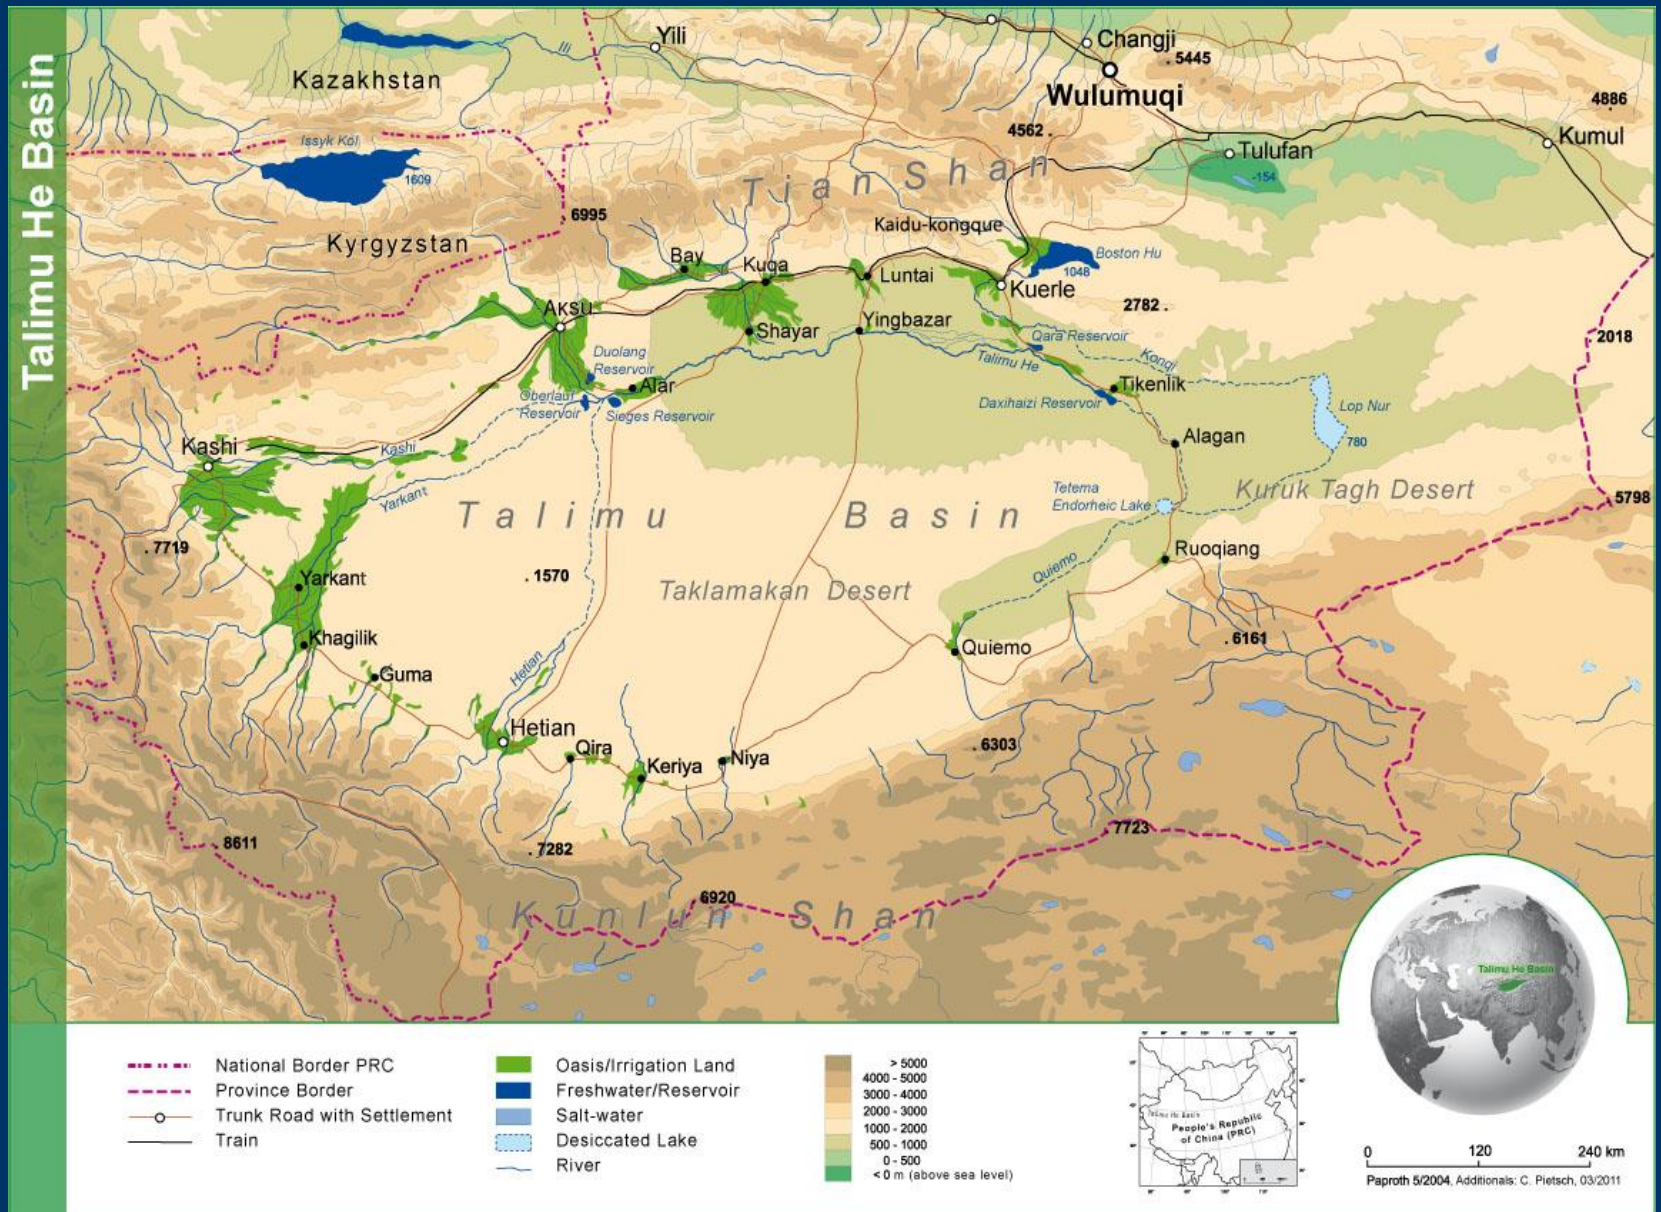 Talimu He Basin
Yili
Ili
Changji
5445
Wulumuqi
Kazakhstan
4886
4562
Kumul
Issyk Kol
1609
Tulufan
-154
Tian Shan
6995
Kyrgyzstan
Kaidu-kongque
Boston Hu
1048
Bay
Kuqa
Luntai
Kuerle
2782
Aksu
Shayar
Yingbazar
Qara Reservoir
Konqi
2018
Duolang
Reservoir
Talimu He
Alar
Tikenlik
Oberlauf
Reservoir
Sieges Reservoir
Daxihaizi Reservoir
Lop Nur
780
Kashi
Kashi
Alagan
Yarkant
Tetema
Endorheic Lake
Kuruk Tagh Desert
5798
Talimu Basin
7719
Ruoqiang
Yarkant
1570
Quiemo
Taklamakan Desert
Khagilik
6161
Quiemo
Guma
Hetian
Hetian
6303
Qira
Keriya
Niya
8611
7282
7723
6920
Kunlun Shan
Talimu He Basin
National Border PRC
Province Border
Trunk Road with Settlement
Train
Oasis/Irrigation Land
Freshwater/Reservoir
Salt-water
Desiccated Lake
River
> 5000
4000 - 5000
3000 - 4000
2000 - 3000
1000 - 2000
500 - 1000
0 - 500
< 0 m (above sea level)
Talimu He Basin
People's Republic
of China (PRC)
0 120 240 km
Paproth 5/2004, Additionals: C. Pietsch, 03/2011